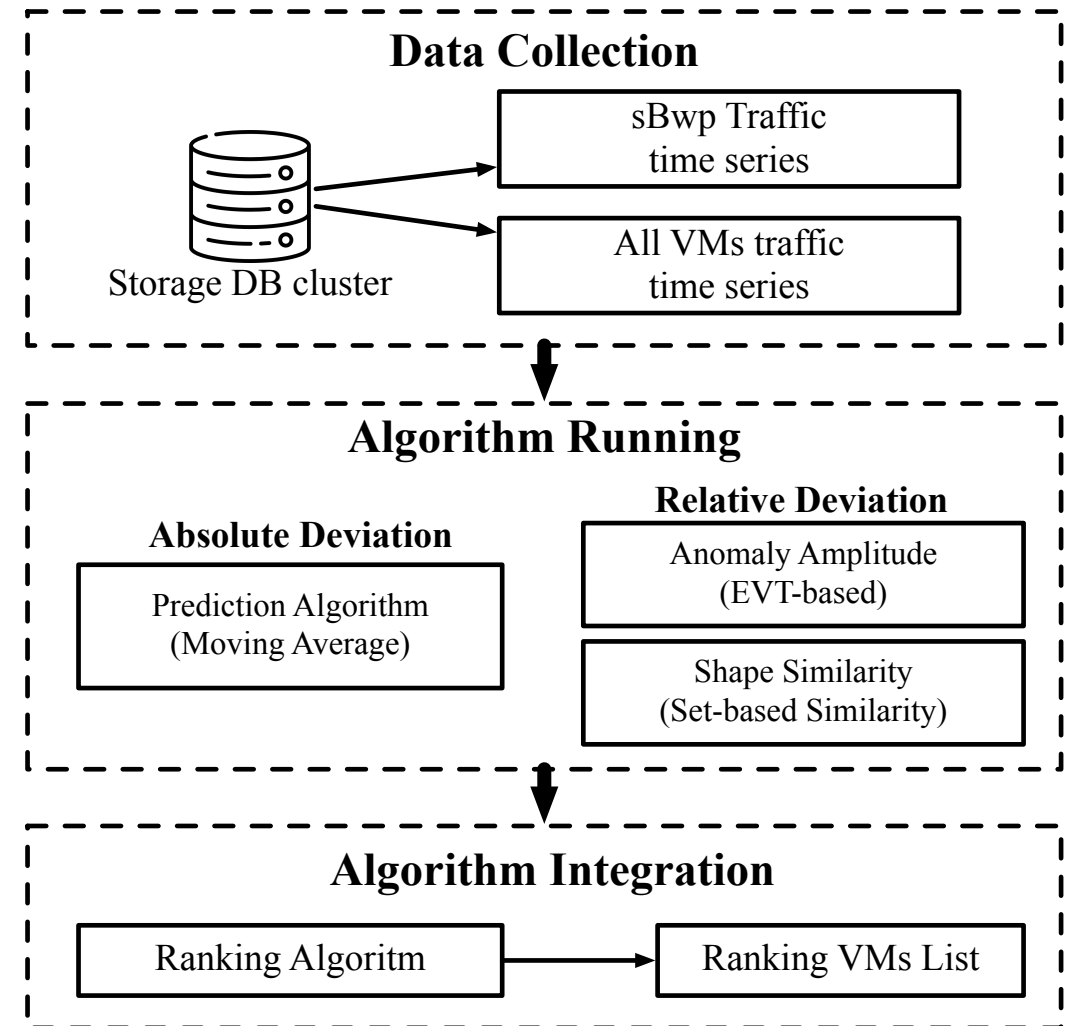 Data Collection
sBwp Traffic
time series
All VMs traffic
time series
Storage DB cluster
Algorithm Running
Absolute Deviation
Prediction Algorithm
(Moving Average)
Relative Deviation
Anomaly Amplitude
(EVT-based)
Shape Similarity
(Set-based Similarity)
Algorithm Integration
Ranking Algoritm
Ranking VMs List